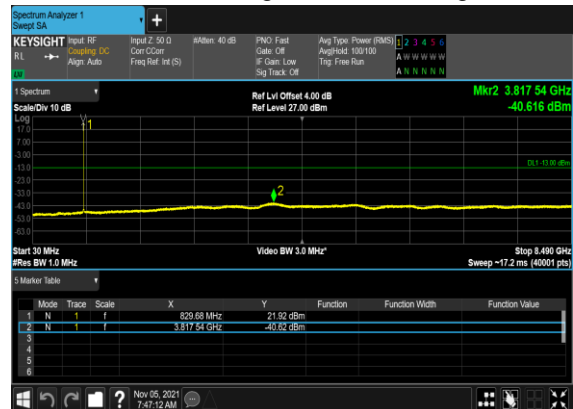 Spectrum Analyzer 1
Swept SA
+
KEYSIGHT Input: RF Input Z: 50 Ω #Atten: 40 dB PNO: Fast Avg Type: Power (RMS) 1 2 3 4 5 6
RL Coupling: DC Corr CCorr Gate: Off Avg|Hold: 100/100 A W W W W W
Align: Auto Freq Ref: Int (S) IF Gain: Low Trig: Free Run
LW Sig Track: Off A N N N N N
1 Spectrum Ref Lvl Offset 4.00 dB Mkr2 3.817 54 GHz
Scale/Div 10 dB Ref Level 27.00 dBm -40.616 dBm
Log
17.0
7.00
-3.00
-13.0
-23.0
-33.0
-43.0
-53.0
-63.0
1
DL1 -13.00 dBm
2
Start 30 MHz Video BW 3.0 MHz* Stop 8.490 GHz
#Res BW 1.0 MHz Sweep ~17.2 ms (40001 pts)
5 Marker Table
Mode Trace Scale X Y Function Function Width Function Value
1 N 1 f 829.68 MHz 21.92 dBm
2 N 1 f 3.817 54 GHz -40.62 dBm
3
4
5
6
? Nov 05, 2021
7:47:12 AM